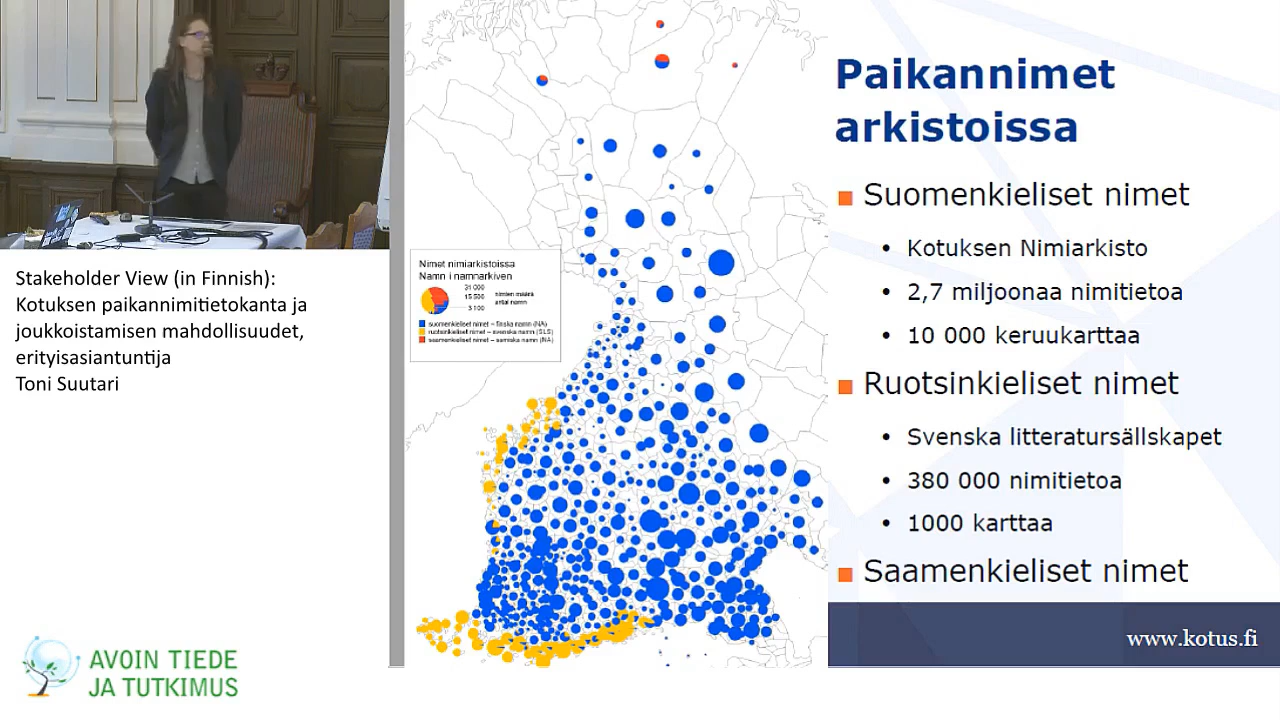 Stakeholder View (in Finnish):
Kotuksen paikannimitietokanta ja
joukkoistamisen mahdollisuudet,
erityisasiantuntija
Toni Suutari
AVOIN TIEDE
JA TUTKIMUS
Nimet nimiarkistoissa
Namn i namnarkiven
31 000
15 500
3 100
nimien määrä
antal namn
suomenkieliset nimet – finska namn (NA)
ruotsinkieliset nimet – svenska namn (SLS)
saamenkieliset nimet – samiska namn (NA)
Paikannimet
arkistoissa
Suomenkieliset nimet
• Kotuksen Nimiarkisto
• 2,7 miljoonaa nimitietoa
• 10 000 keruukarttaa
Ruotsinkieliset nimet
• Svenska litteratursällskapet
• 380 000 nimitietoa
• 1000 karttaa
Saamenkieliset nimet
www.kotus.fi